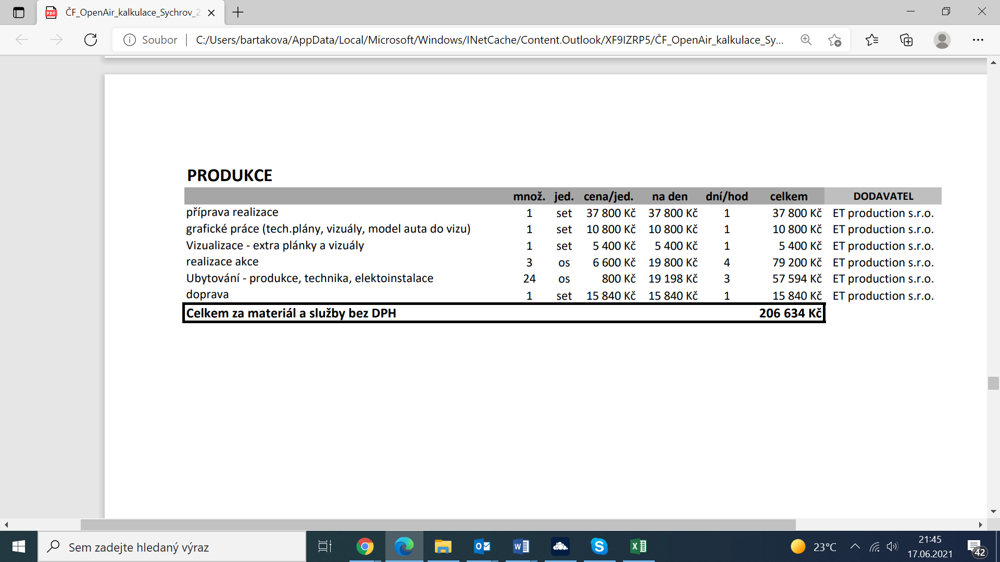 ČF_OpenAir_kalkulace_Sychrov_2
Soubor C:/Users/bartakova/AppData/Local/Microsoft/Windows/INetCache/Content.Outlook/XF9IZRP5/ČF_OpenAir_kalkulace_Sy...
PRODUKCE
množ. jed. cena/jed. na den dní/hod celkem DODAVATEL
příprava realizace 1 set 37 800 Kč 37 800 Kč 1 37 800 Kč ET production s.r.o.
grafické práce (tech.plány, vizuály, model auta do vizu) 1 set 10 800 Kč 10 800 Kč 1 10 800 Kč ET production s.r.o.
Vizualizace - extra plánky a vizuály 1 set 5 400 Kč 5 400 Kč 1 5 400 Kč ET production s.r.o.
realizace akce 3 os 6 600 Kč 19 800 Kč 4 79 200 Kč ET production s.r.o.
Ubytování - produkce, technika, elektoinstalace 24 os 800 Kč 19 198 Kč 3 57 594 Kč ET production s.r.o.
doprava 1 set 15 840 Kč 15 840 Kč 1 15 840 Kč ET production s.r.o.
Celkem za materiál a služby bez DPH 206 634 Kč
Sem zadejte hledaný výraz
23°C
21:45
17.06.2021
42